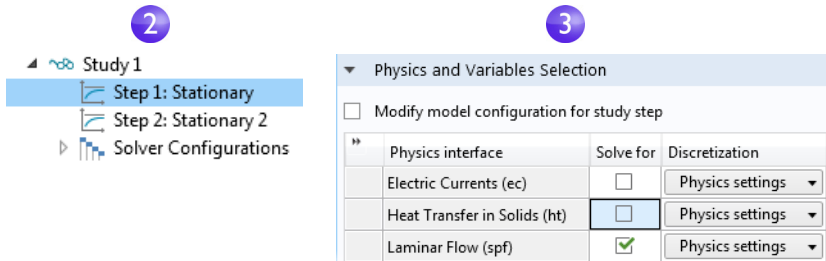 2
3
Study 1
Step 1: Stationary
Step 2: Stationary 2
Solver Configurations
Physics and Variables Selection
Modify model configuration for study step
Physics interface Solve for Discretization
Electric Currents (ec) Physics settings
Heat Transfer in Solids (ht) Physics settings
Laminar Flow (spf) Physics settings